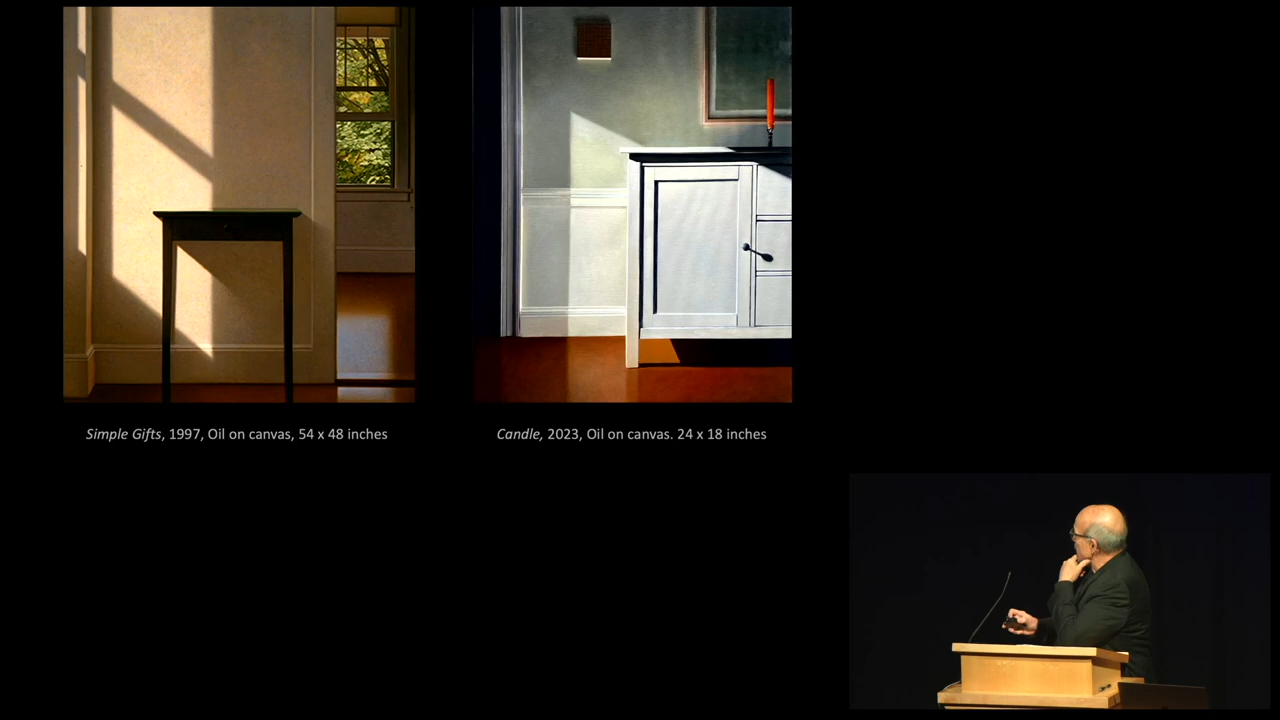 Simple Gifts, 1997, Oil on canvas, 54 x 48 inches
Candle, 2023, Oil on canvas. 24 x 18 inches